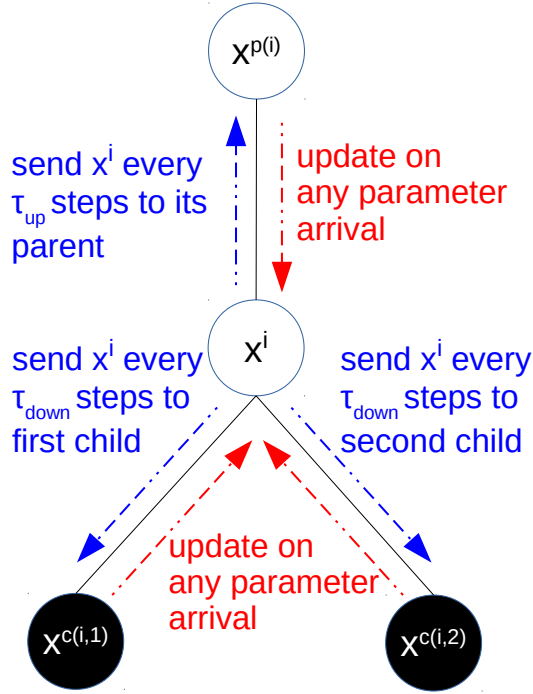 x^p(i)
send x^i every
τ_up steps to its
parent
update on
any parameter
arrival
x^i
send x^i every
τ_down steps to
first child
send x^i every
τ_down steps to
second child
update on
any parameter
arrival
x^c(i,1)
x^c(i,2)